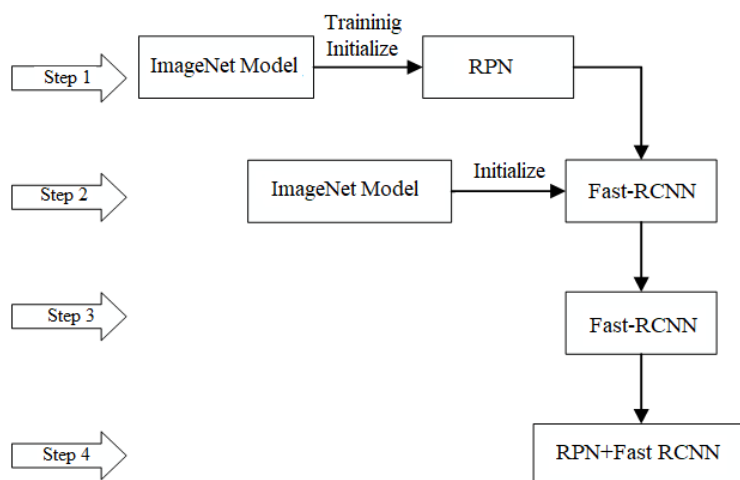 Traininig
Initialize
Step 1
ImageNet Model
RPN
Step 2
ImageNet Model
Initialize
Fast-RCNN
Step 3
Fast-RCNN
Step 4
RPN+Fast RCNN